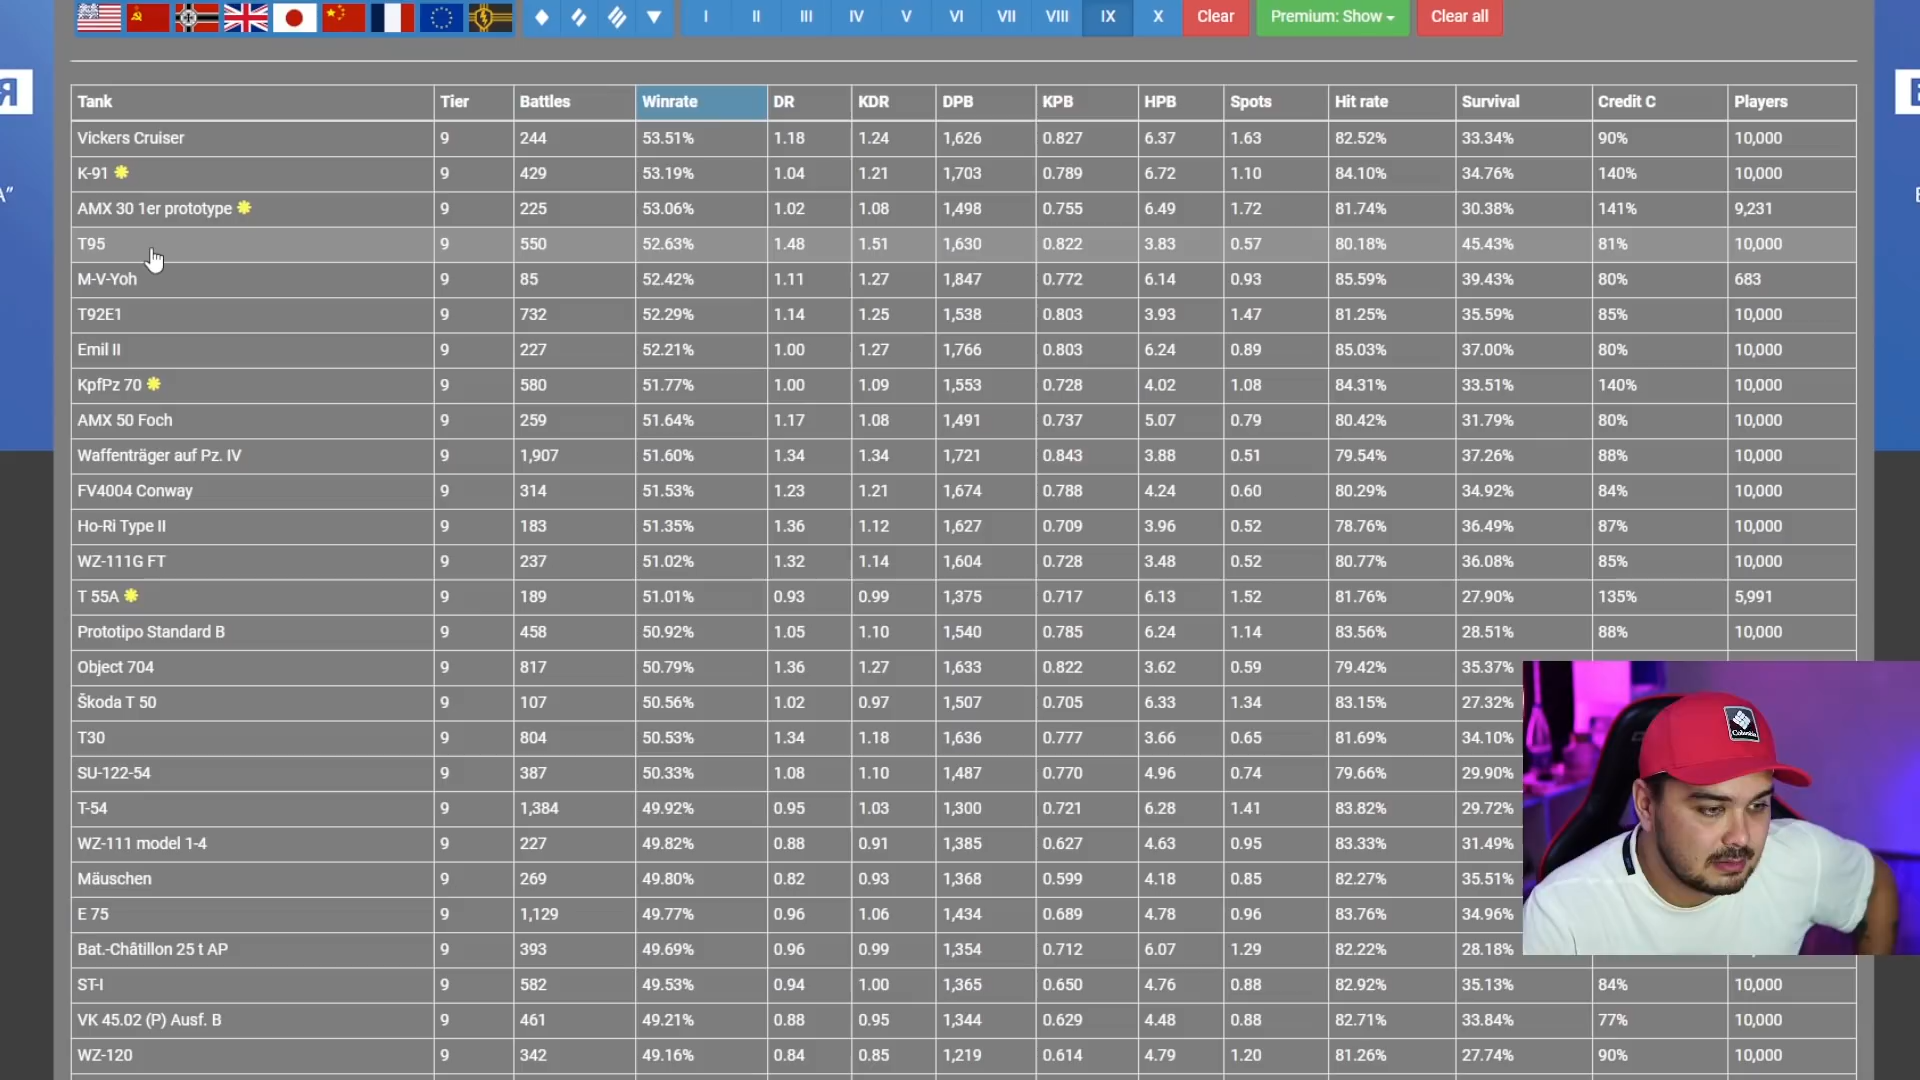 I II III IV V VI VII VIII IX X Clear Premium: Show Clear all
Я
А"
Tank Tier Battles Winrate DR KDR DPB KPB HPB Spots Hit rate Survival Credit C Players
Vickers Cruiser 9 244 53.51% 1.18 1.24 1,626 0.827 6.37 1.63 82.52% 33.34% 90% 10,000
K-91 9 429 53.19% 1.04 1.21 1,703 0.789 6.72 1.10 84.10% 34.76% 140% 10,000
AMX 30 1er prototype 9 225 53.06% 1.02 1.08 1,498 0.755 6.49 1.72 81.74% 30.38% 141% 9,231
T95 9 550 52.63% 1.48 1.51 1,630 0.822 3.83 0.57 80.18% 45.43% 81% 10,000
M-V-Yoh 9 85 52.42% 1.11 1.27 1,847 0.772 6.14 0.93 85.59% 39.43% 80% 683
T92E1 9 732 52.29% 1.14 1.25 1,538 0.803 3.93 1.47 81.25% 35.59% 85% 10,000
Emil II 9 227 52.21% 1.00 1.27 1,766 0.803 6.24 0.89 85.03% 37.00% 80% 10,000
KpfPz 70 9 580 51.77% 1.00 1.09 1,553 0.728 4.02 1.08 84.31% 33.51% 140% 10,000
AMX 50 Foch 9 259 51.64% 1.17 1.08 1,491 0.737 5.07 0.79 80.42% 31.79% 80% 10,000
Waffenträger auf Pz. IV 9 1,907 51.60% 1.34 1.34 1,721 0.843 3.88 0.51 79.54% 37.26% 88% 10,000
FV4004 Conway 9 314 51.53% 1.23 1.21 1,674 0.788 4.24 0.60 80.29% 34.92% 84% 10,000
Ho-Ri Type II 9 183 51.35% 1.36 1.12 1,627 0.709 3.96 0.52 78.76% 36.49% 87% 10,000
WZ-111G FT 9 237 51.02% 1.32 1.14 1,604 0.728 3.48 0.52 80.77% 36.08% 85% 10,000
T 55A 9 189 51.01% 0.93 0.99 1,375 0.717 6.13 1.52 81.76% 27.90% 135% 5,991
Prototipo Standard B 9 458 50.92% 1.05 1.10 1,540 0.785 6.24 1.14 83.56% 28.51% 88% 10,000
Object 704 9 817 50.79% 1.36 1.27 1,633 0.822 3.62 0.59 79.42% 35.37%
Škoda T 50 9 107 50.56% 1.02 0.97 1,507 0.705 6.33 1.34 83.15% 27.32%
T30 9 804 50.53% 1.34 1.18 1,636 0.777 3.66 0.65 81.69% 34.10%
SU-122-54 9 387 50.33% 1.08 1.10 1,487 0.770 4.96 0.74 79.66% 29.90%
T-54 9 1,384 49.92% 0.95 1.03 1,300 0.721 6.28 1.41 83.82% 29.72%
WZ-111 model 1-4 9 227 49.82% 0.88 0.91 1,385 0.627 4.63 0.95 83.33% 31.49%
Mäuschen 9 269 49.80% 0.82 0.93 1,368 0.599 4.18 0.85 82.27% 35.51%
E 75 9 1,129 49.77% 0.96 1.06 1,434 0.689 4.78 0.96 83.76% 34.96%
Bat.-Châtillon 25 t AP 9 393 49.69% 0.96 0.99 1,354 0.712 6.07 1.29 82.22% 28.18%
ST-I 9 582 49.53% 0.94 1.00 1,365 0.650 4.76 0.88 82.92% 35.13% 84% 10,000
VK 45.02 (P) Ausf. B 9 461 49.21% 0.88 0.95 1,344 0.629 4.48 0.88 82.71% 33.84% 77% 10,000
WZ-120 9 342 49.16% 0.84 0.85 1,219 0.614 4.79 1.20 81.26% 27.74% 90% 10,000
Columbia